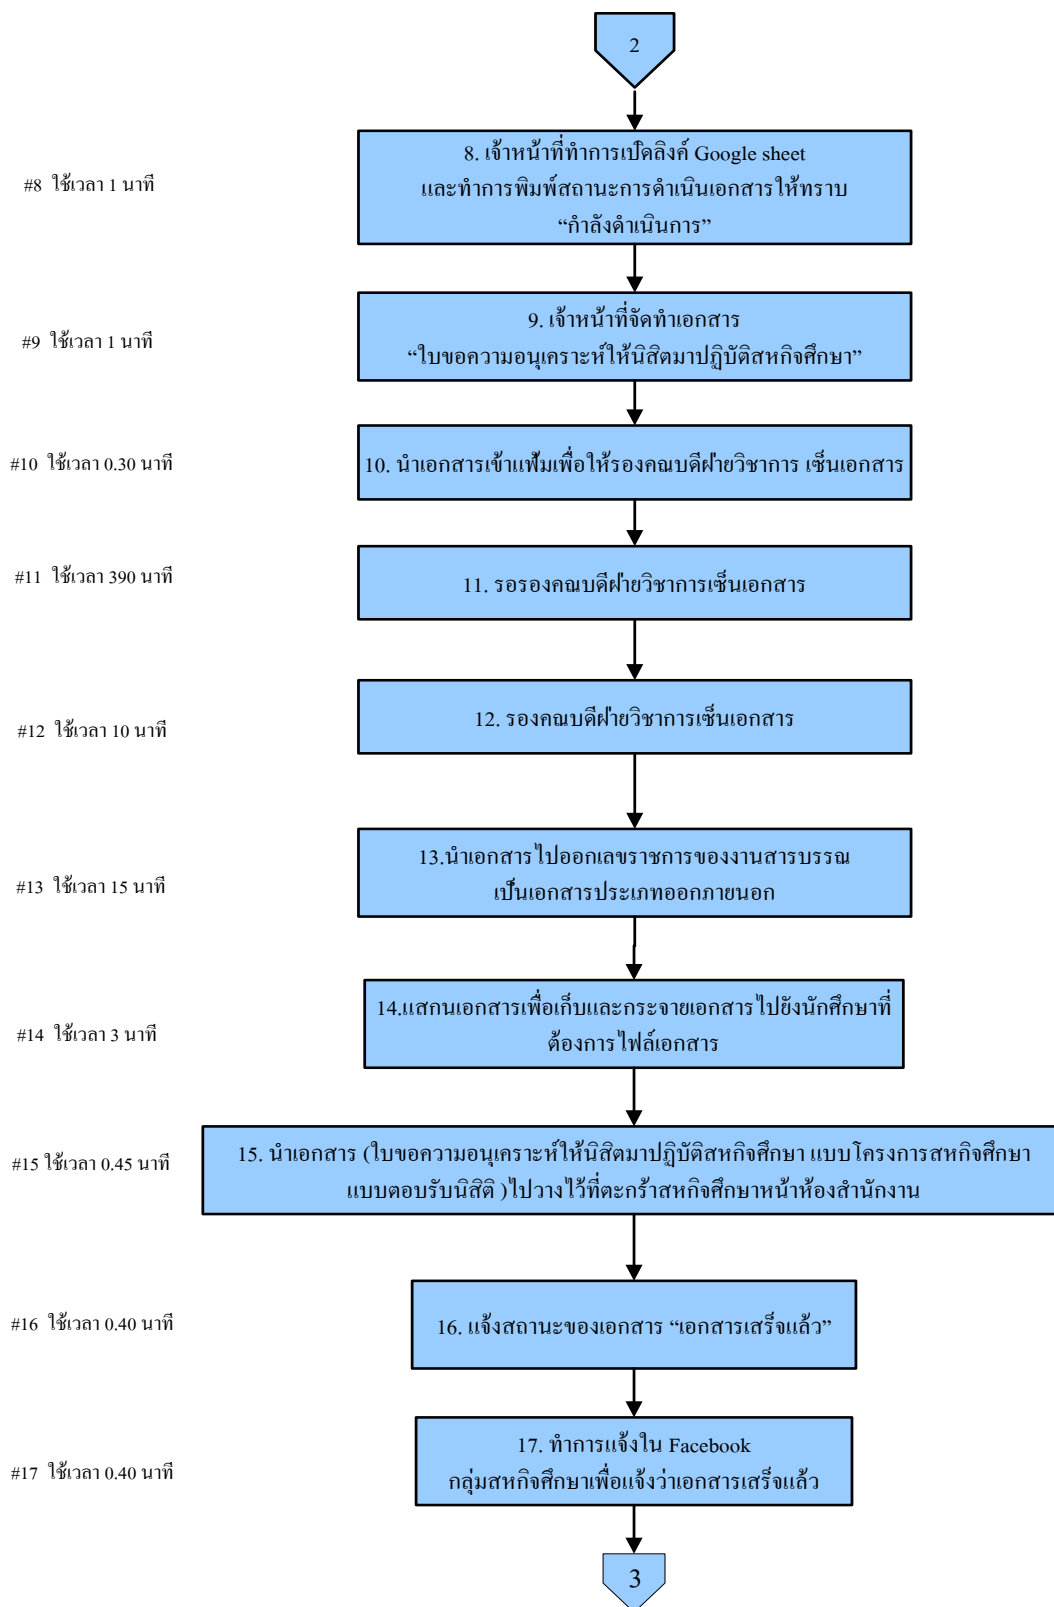 2
#8 ใช้เวลา 1 นาที
8. เจ้าหน้าที่ทำการเปิดลิงค์ Google sheet
และทำการพิมพ์สถานะการดำเนินเอกสารให้ทราบ
“กำลังดำเนินการ”
#9 ใช้เวลา 1 นาที
9. เจ้าหน้าที่จัดทำเอกสาร
“ใบขอความอนุเคราะห์ให้นิสิตมาปฏิบัติสหกิจศึกษา”
#10 ใช้เวลา 0.30 นาที
10. นำเอกสารเข้าแฟ้มเพื่อให้รองคณบดีฝ่ายวิชาการ เซ็นเอกสาร
#11 ใช้เวลา 390 นาที
11. รอรองคณบดีฝ่ายวิชาการเซ็นเอกสาร
#12 ใช้เวลา 10 นาที
12. รองคณบดีฝ่ายวิชาการเซ็นเอกสาร
#13 ใช้เวลา 15 นาที
13.นำเอกสารไปออกเลขราชการของงานสารบรรณ
เป็นเอกสารประเภทออกภายนอก
#14 ใช้เวลา 3 นาที
14.แสกนเอกสารเพื่อเก็บและกระจายเอกสารไปยังนักศึกษาที่
ต้องการไฟล์เอกสาร
#15 ใช้เวลา 0.45 นาที
15. นำเอกสาร (ใบขอความอนุเคราะห์ให้นิสิตมาปฏิบัติสหกิจศึกษา แบบโครงการสหกิจศึกษา
แบบตอบรับนิสิติ )ไปวางไว้ที่ตะกร้าสหกิจศึกษาหน้าห้องสำนักงาน
#16 ใช้เวลา 0.40 นาที
16. แจ้งสถานะของเอกสาร “เอกสารเสร็จแล้ว”
#17 ใช้เวลา 0.40 นาที
17. ทำการแจ้งใน Facebook
กลุ่มสหกิจศึกษาเพื่อแจ้งว่าเอกสารเสร็จแล้ว
3